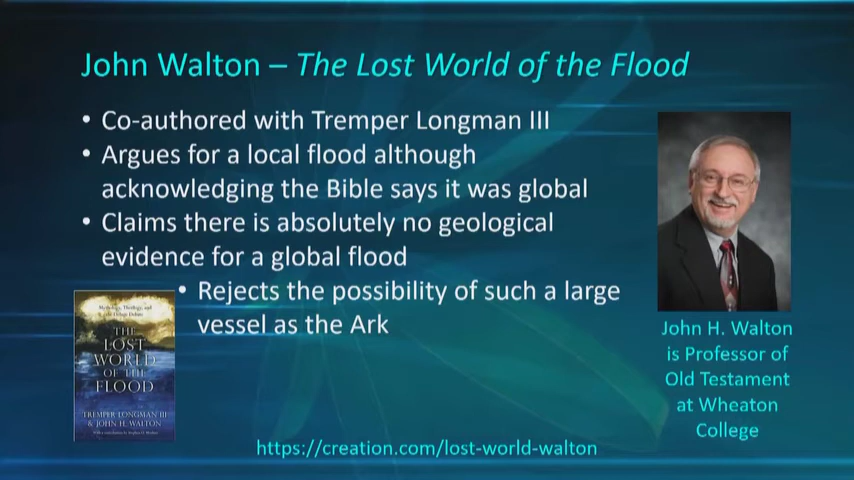 John Walton – The Lost World of the Flood
• Co-authored with Tremper Longman III
• Argues for a local flood although
acknowledging the Bible says it was global
• Claims there is absolutely no geological
evidence for a global flood
• Rejects the possibility of such a large
vessel as the Ark
THE
LOST
WORLD
OF THE
FLOOD
TREMPER LONGMAN III
& JOHN H. WALTON
John H. Walton
is Professor of
Old Testament
at Wheaton
College
https://creation.com/lost-world-walton